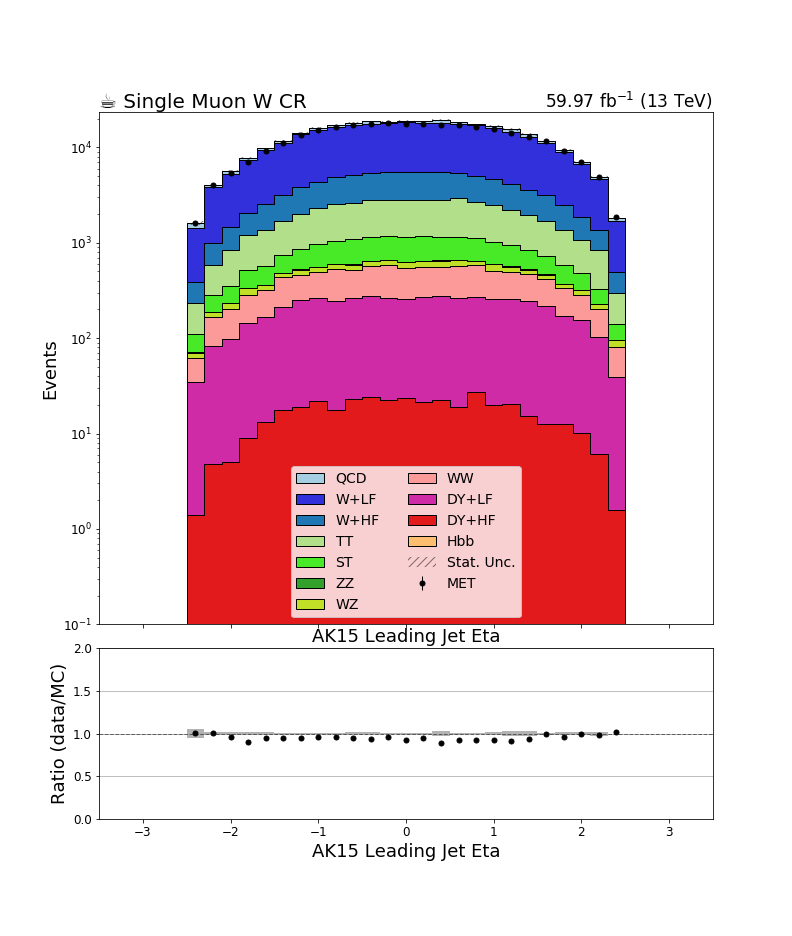 ☕ Single Muon W CR
59.97 fb⁻¹ (13 TeV)
Events
10⁴
10³
10²
10¹
10⁰
10⁻¹
QCD
W+LF
W+HF
TT
ST
ZZ
WZ
WW
DY+LF
DY+HF
Hbb
Stat. Unc.
MET
AK15 Leading Jet Eta
Ratio (data/MC)
2.0
1.5
1.0
0.5
0.0
−3 −2 −1 0 1 2 3
AK15 Leading Jet Eta